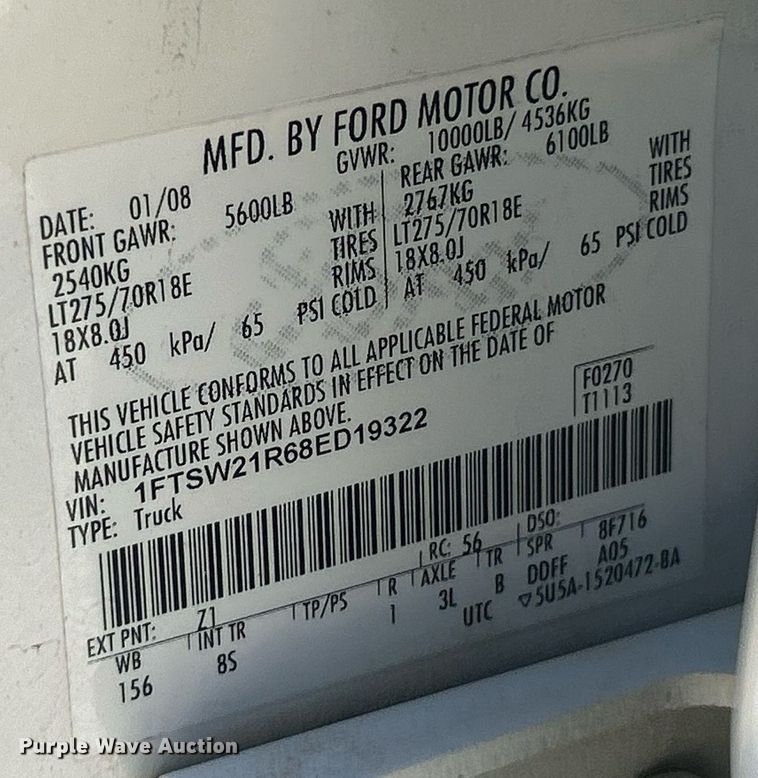 MFD. BY FORD MOTOR CO.
DATE: 01/08 GVWR: 10000LB/ 4536KG
FRONT GAWR: 5600LB REAR GAWR: 6100LB
2540KG WITH 2767KG WITH
LT275/70R18E TIRES LT275/70R18E TIRES
18X8.0J RIMS 18X8.0J RIMS
AT 450 kPa/ 65 PSI COLD AT 450 kPa/ 65 PSI COLD
THIS VEHICLE CONFORMS TO ALL APPLICABLE FEDERAL MOTOR
VEHICLE SAFETY STANDARDS IN EFFECT ON THE DATE OF
MANUFACTURE SHOWN ABOVE.
F0270
T1113
VIN: 1FTSW21R68ED19322
TYPE: Truck
EXT PNT: Z1 RC: 56 DSO:
WB INT TR TP/PS R AXLE TR SPR 8F716
156 8S 1 3L B DDFF A05
UTC ▽5U5A-1520472-BA
Purple Wave Auction